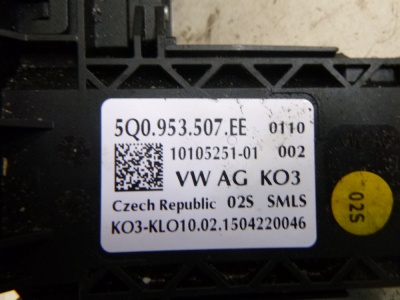 5Q0.953.507.EE 0110
10105251-01 002
VW AG KO3
Czech Republic 02S SMLS
KO3-KLO10.02.1504220046
02S